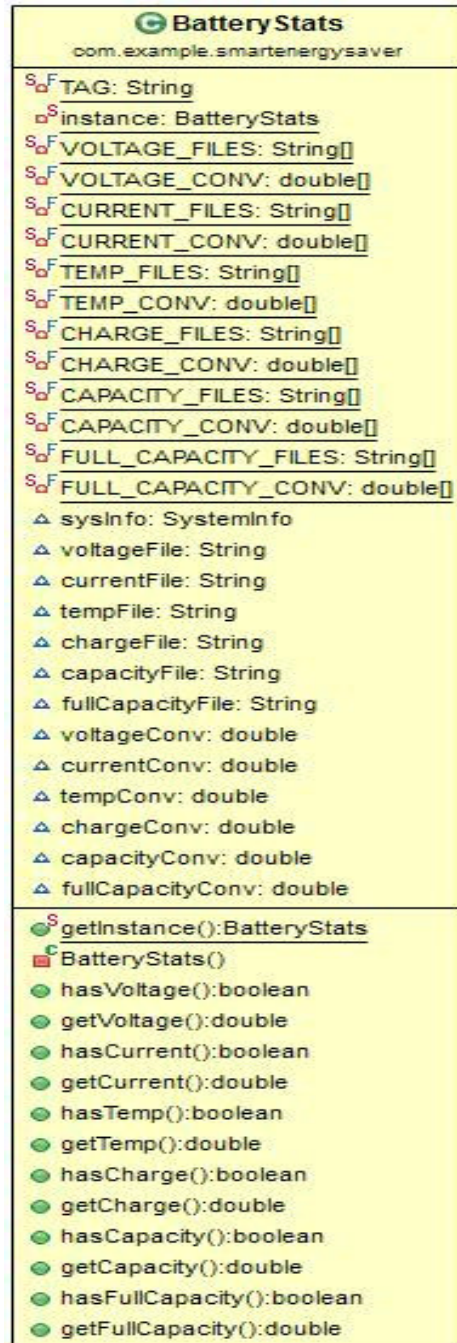 BatteryStats
com.example.smartenergysaver
TAG: String
instance: BatteryStats
VOLTAGE_FILES: String[]
VOLTAGE_CONV: double[]
CURRENT_FILES: String[]
CURRENT_CONV: double[]
TEMP_FILES: String[]
TEMP_CONV: double[]
CHARGE_FILES: String[]
CHARGE_CONV: double[]
CAPACITY_FILES: String[]
CAPACITY_CONV: double[]
FULL_CAPACITY_FILES: String[]
FULL_CAPACITY_CONV: double[]
sysInfo: SystemInfo
voltageFile: String
currentFile: String
tempFile: String
chargeFile: String
capacityFile: String
fullCapacityFile: String
voltageConv: double
currentConv: double
tempConv: double
chargeConv: double
capacityConv: double
fullCapacityConv: double
getInstance():BatteryStats
BatteryStats()
hasVoltage():boolean
getVoltage():double
hasCurrent():boolean
getCurrent():double
hasTemp():boolean
getTemp():double
hasCharge():boolean
getCharge():double
hasCapacity():boolean
getCapacity():double
hasFullCapacity():boolean
getFullCapacity():double